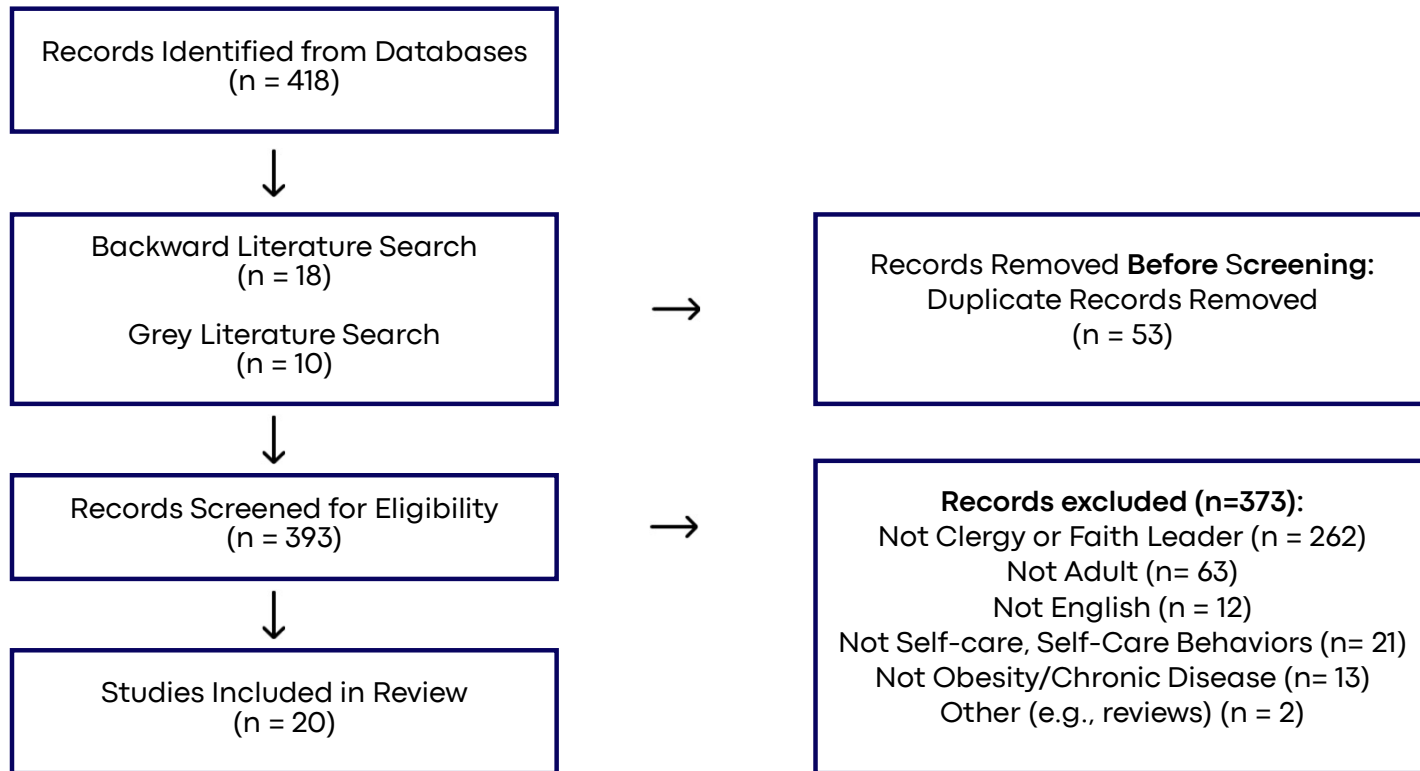 Records Identified from Databases
(n = 418)
Backward Literature Search
(n = 18)
Grey Literature Search
(n = 10)
Records Removed Before Screening:
Duplicate Records Removed
(n = 53)
Records Screened for Eligibility
(n = 393)
Records excluded (n=373):
Not Clergy or Faith Leader (n = 262)
Not Adult (n= 63)
Not English (n = 12)
Not Self-care, Self-Care Behaviors (n= 21)
Not Obesity/Chronic Disease (n= 13)
Other (e.g., reviews) (n = 2)
Studies Included in Review
(n = 20)